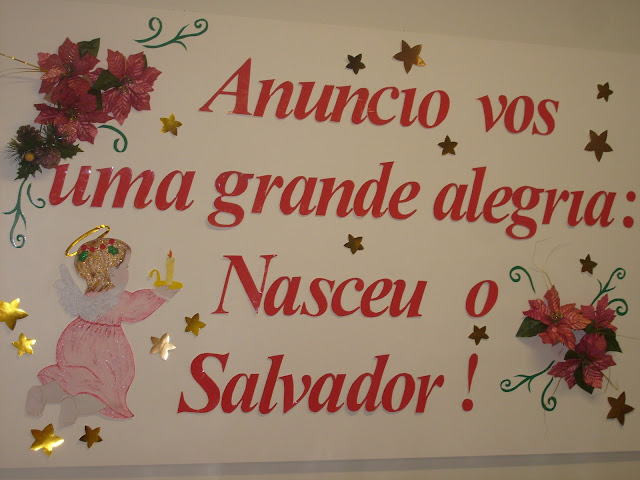 Anuncio vos
uma grande alegria:
Nasceu o
Salvador!